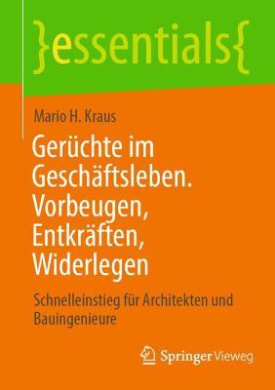 }essentials{
Mario H. Kraus
Gerüchte im
Geschäftsleben.
Vorbeugen,
Entkräften,
Widerlegen
Schnelleinstieg für Architekten und
Bauingenieure
Springer Vieweg